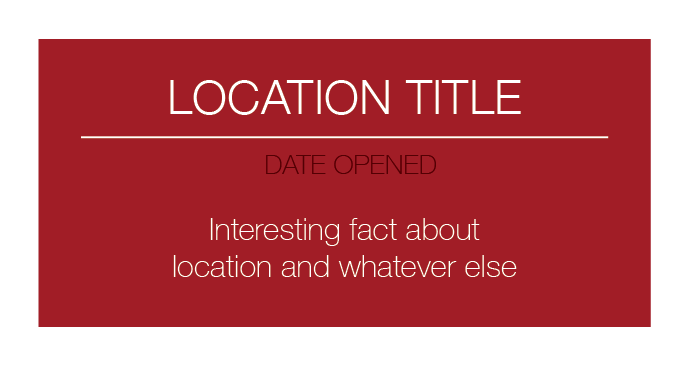 LOCATION TITLE
DATE OPENED
Interesting fact about
location and whatever else